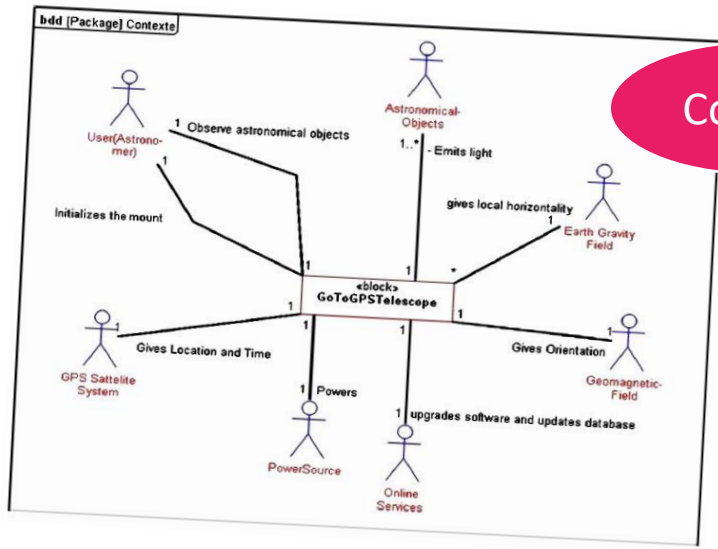 bdd [Package] Contexte
Astronomical-
Objects
User(Astrono-
mer)
1
Observe astronomical objects
1
1..*
- Emits light
Initializes the mount
gives local horizontality
1
Earth Gravity
Field
1
1
*
«block»
GoToGPSTelescope
1
1
1
1
1
Gives Location and Time
GPS Sattelite
System
1
Gives Orientation
Geomagnetic-
Field
1
Powers
PowerSource
1
upgrades software and updates database
Online
Services